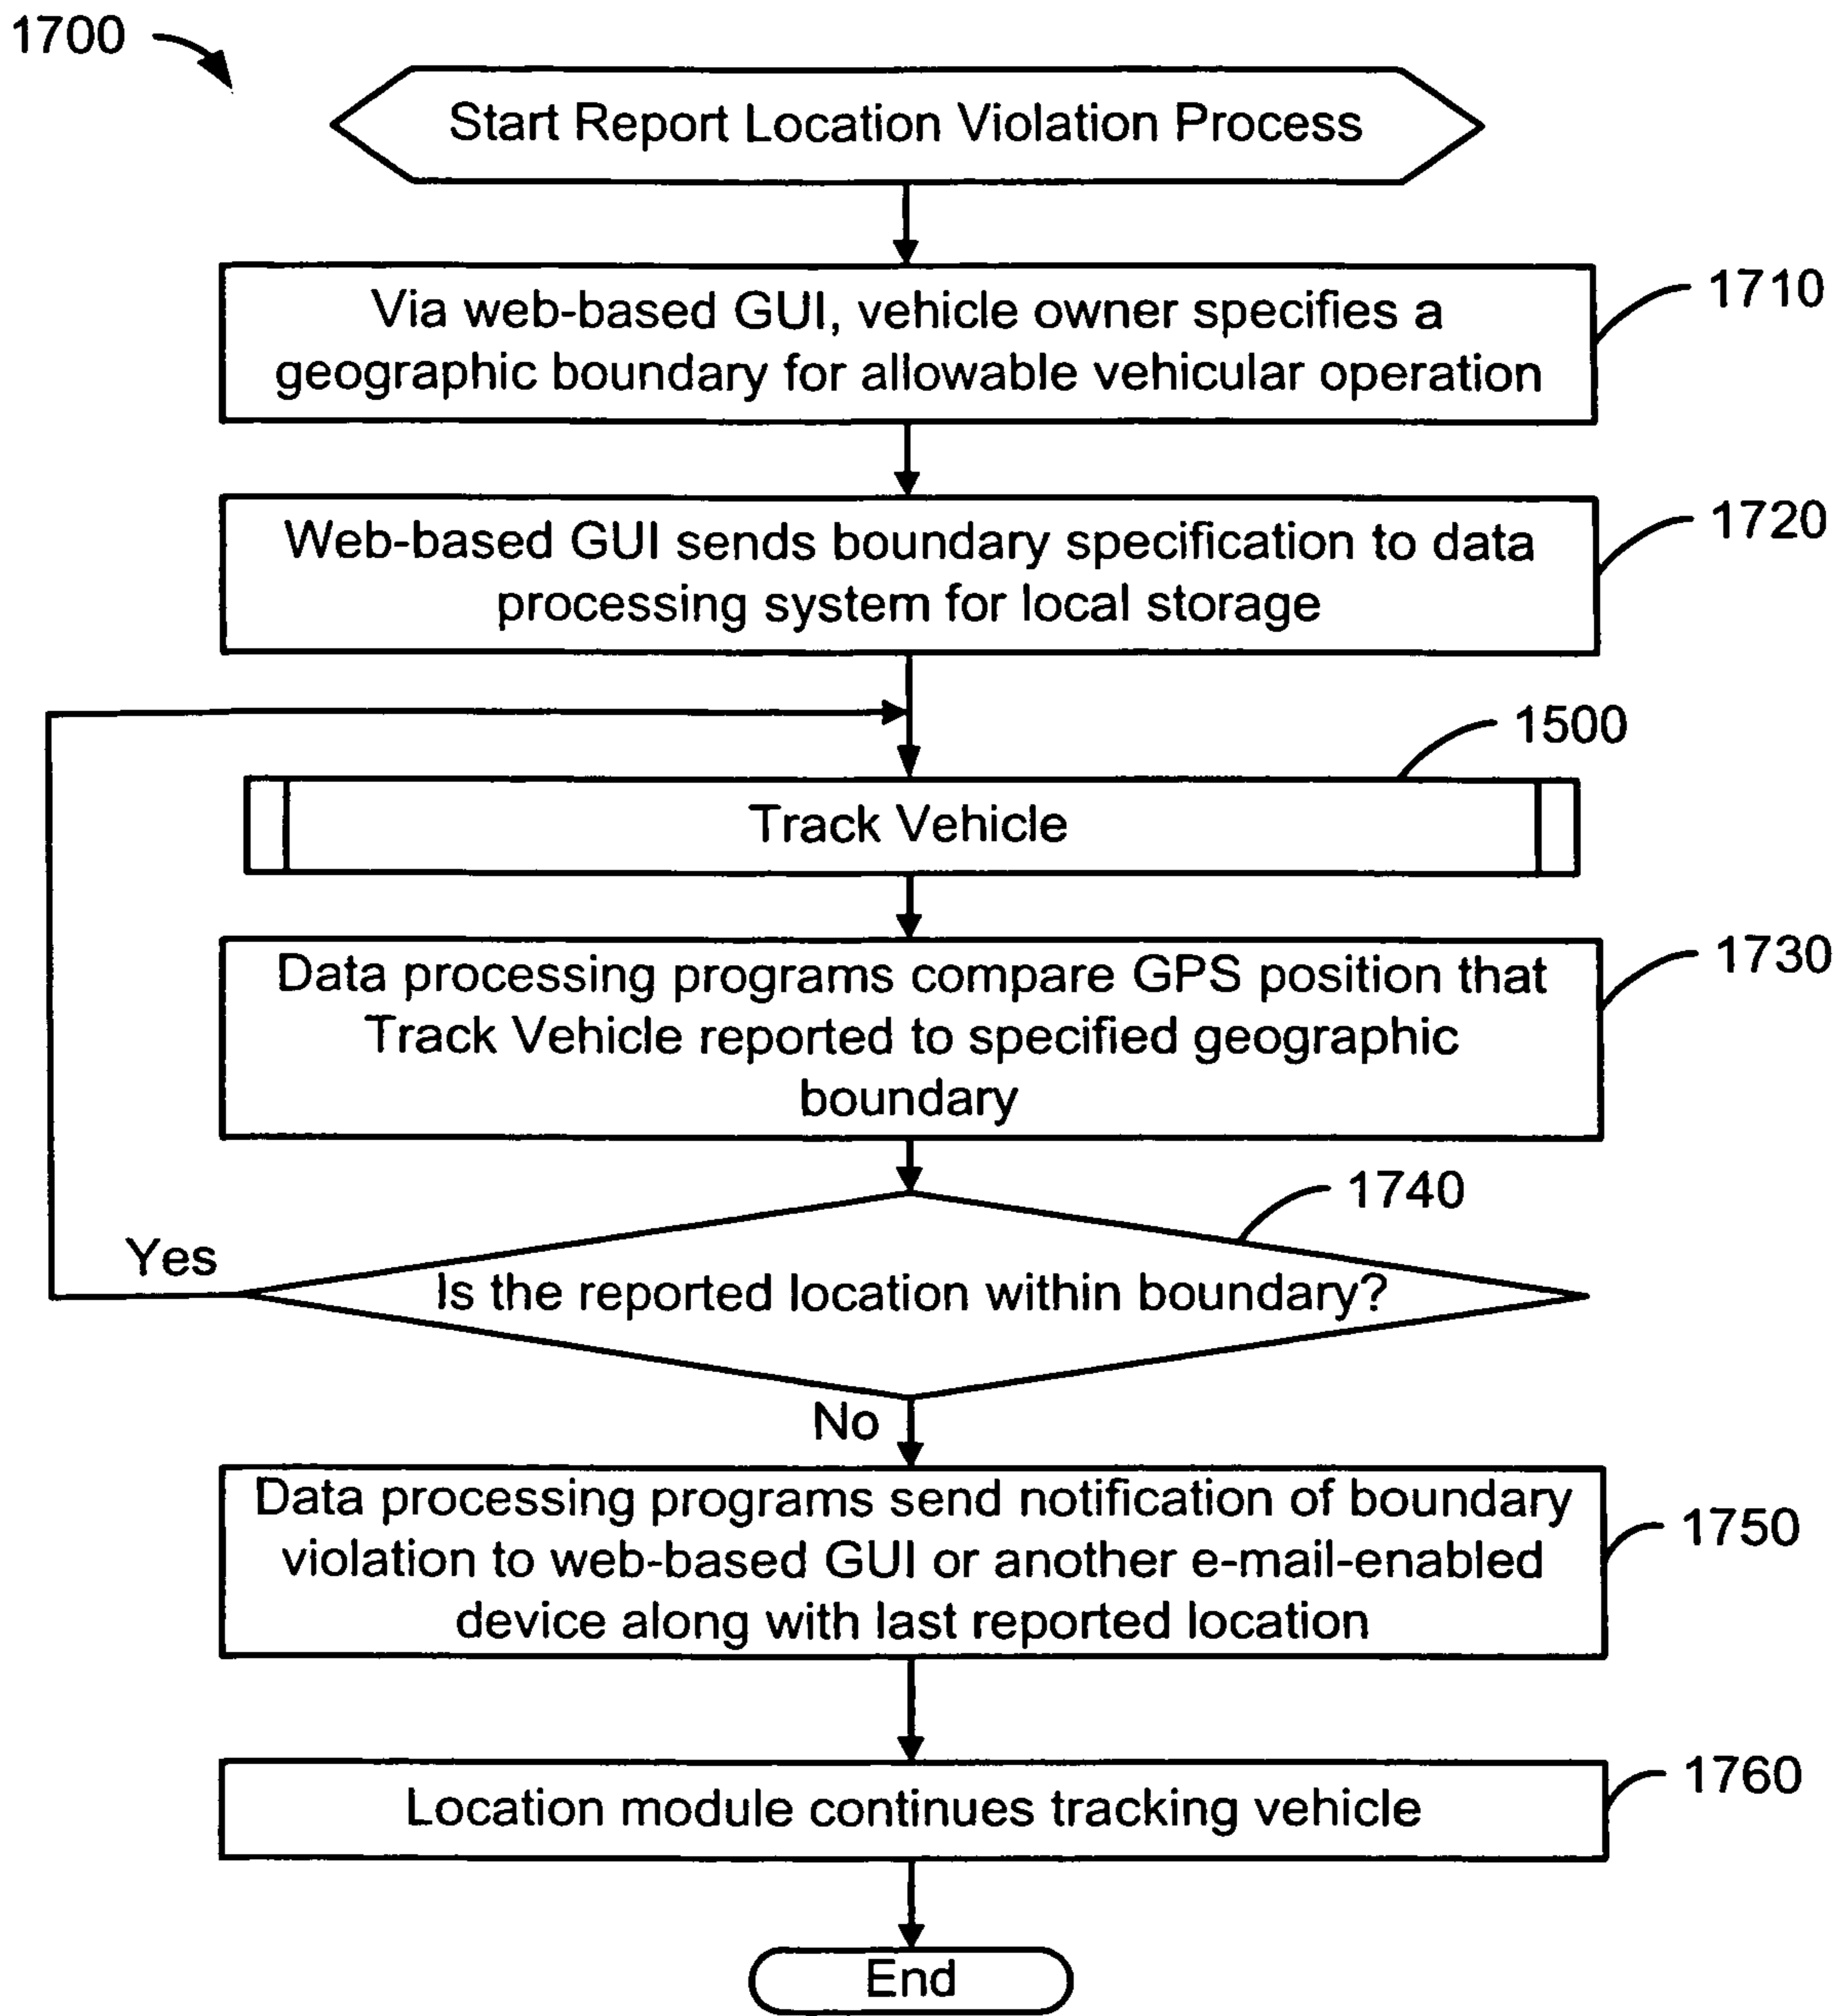 1700
Start Report Location Violation Process
Via web-based GUI, vehicle owner specifies a
geographic boundary for allowable vehicular operation
1710
Web-based GUI sends boundary specification to data
processing system for local storage
1720
1500
Track Vehicle
Data processing programs compare GPS position that
Track Vehicle reported to specified geographic
boundary
1730
1740
Yes
Is the reported location within boundary?
No
Data processing programs send notification of boundary
violation to web-based GUI or another e-mail-enabled
device along with last reported location
1750
Location module continues tracking vehicle
1760
End